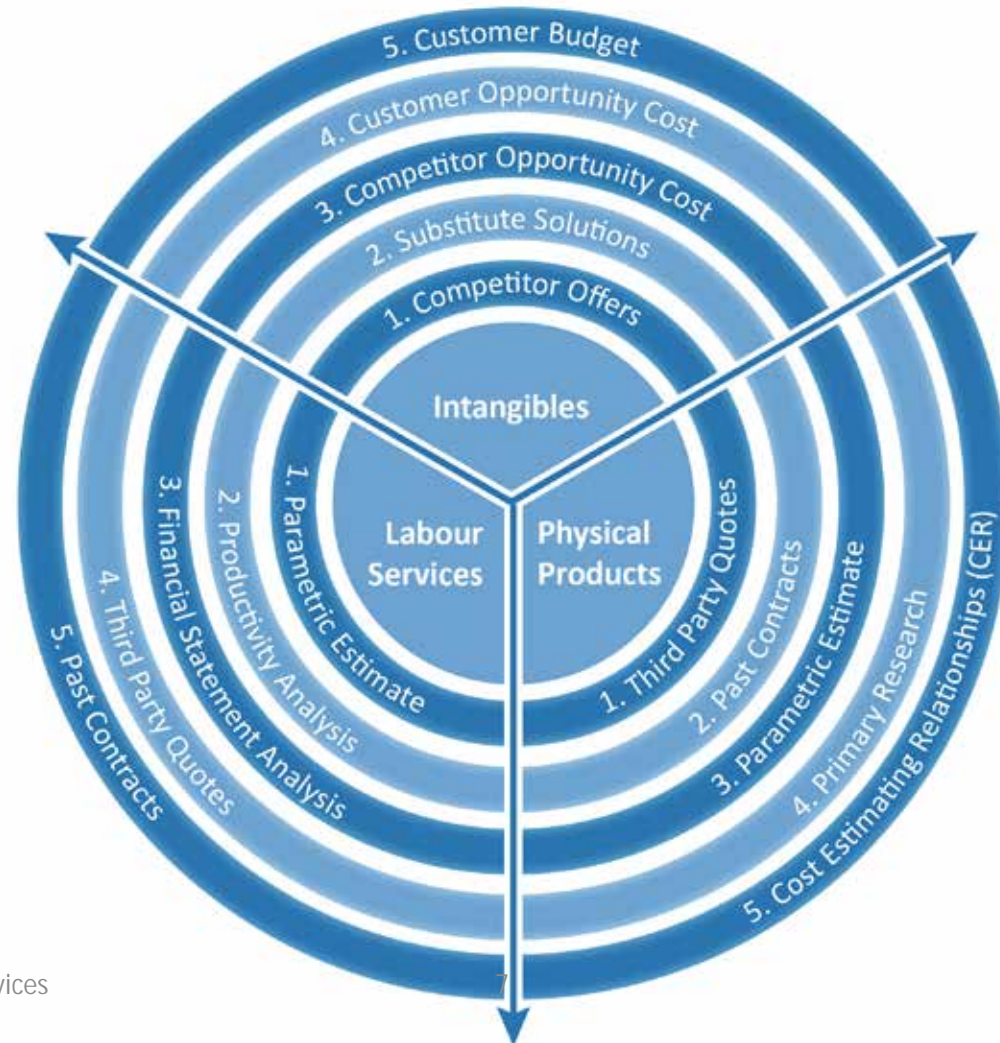 5. Customer Budget
4. Customer Opportunity Cost
3. Competitor Opportunity Cost
2. Substitute Solutions
1. Competitor Offers
Intangibles
Labour
Services
Physical
Products
1. Parametric Estimate
2. Productivity Analysis
3. Financial Statement Analysis
4. Third Party Quotes
5. Past Contracts
1. Third Party Quotes
2. Past Contracts
3. Parametric Estimate
4. Primary Research
5. Cost Estimating Relationships (CER)
vices
7